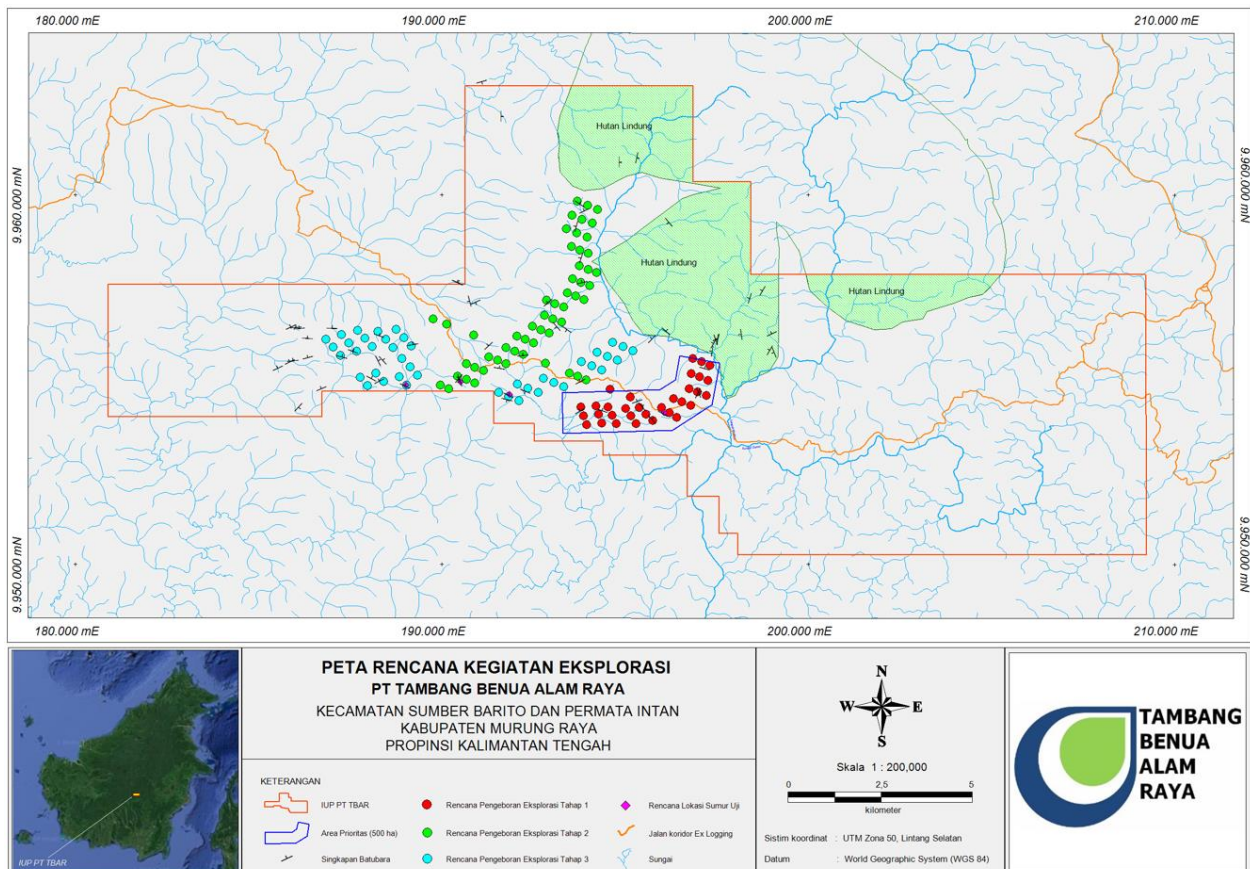 180.000 mE 190.000 mE 200.000 mE 210.000 mE
9.960.000 mN
9.960.000 mN
Hutan Lindung
Hutan Lindung
Hutan Lindung
9.950.000 mN
9.950.000 mN
180.000 mE 190.000 mE 200.000 mE 210.000 mE
IUP PT TBAR
PETA RENCANA KEGIATAN EKSPLORASI
PT TAMBANG BENUA ALAM RAYA
KECAMATAN SUMBER BARITO DAN PERMATA INTAN
KABUPATEN MURUNG RAYA
PROPINSI KALIMANTAN TENGAH
KETERANGAN
IUP PT TBAR
Area Prioritas (500 ha)
Singkapan Batubara
Rencana Pengeboran Eksplorasi Tahap 1
Rencana Pengeboran Eksplorasi Tahap 2
Rencana Pengeboran Eksplorasi Tahap 3
Rencana Lokasi Sumur Uji
Jalan koridor Ex Logging
Sungai
N
W E
S
Skala 1 : 200,000
0 2,5 5
kilometer
Sistim koordinat : UTM Zona 50, Lintang Selatan
Datum : World Geographic System (WGS 84)
TAMBANG
BENUA
ALAM
RAYA